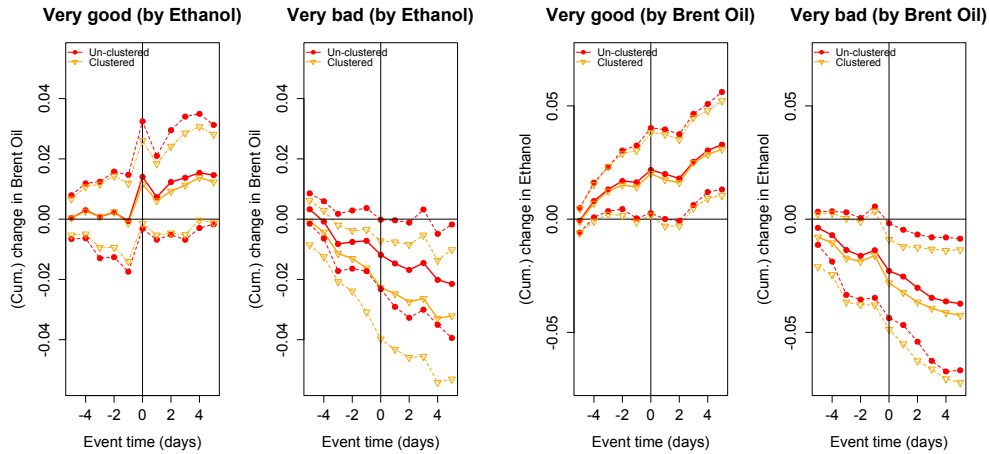 Very good (by Ethanol)
Un-clustered
Clustered
(Cum.) change in Brent Oil
0.04
0.02
0.00
-0.02
-0.04
-4 -2 0 2 4
Event time (days)
Very bad (by Ethanol)
Un-clustered
Clustered
(Cum.) change in Brent Oil
0.04
0.02
0.00
-0.02
-0.04
-4 -2 0 2 4
Event time (days)
Very good (by Brent Oil)
Un-clustered
Clustered
(Cum.) change in Ethanol
0.05
0.00
-0.05
-4 -2 0 2 4
Event time (days)
Very bad (by Brent Oil)
Un-clustered
Clustered
(Cum.) change in Ethanol
0.05
0.00
-0.05
-4 -2 0 2 4
Event time (days)